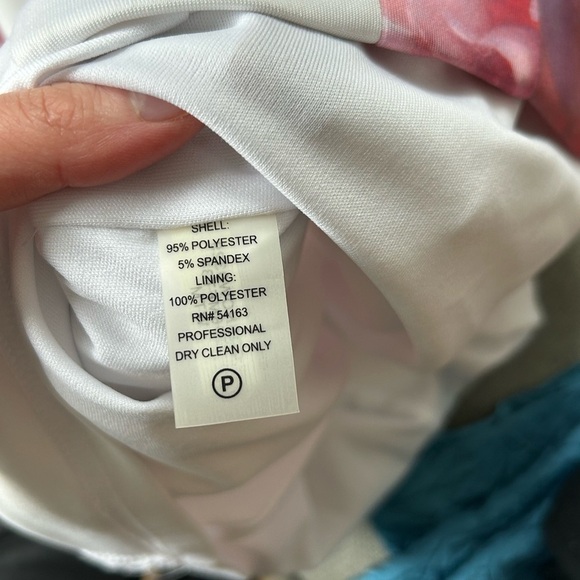 SHELL:
95% POLYESTER
5% SPANDEX
LINING:
100% POLYESTER
RN# 54163
PROFESSIONAL
DRY CLEAN ONLY
P